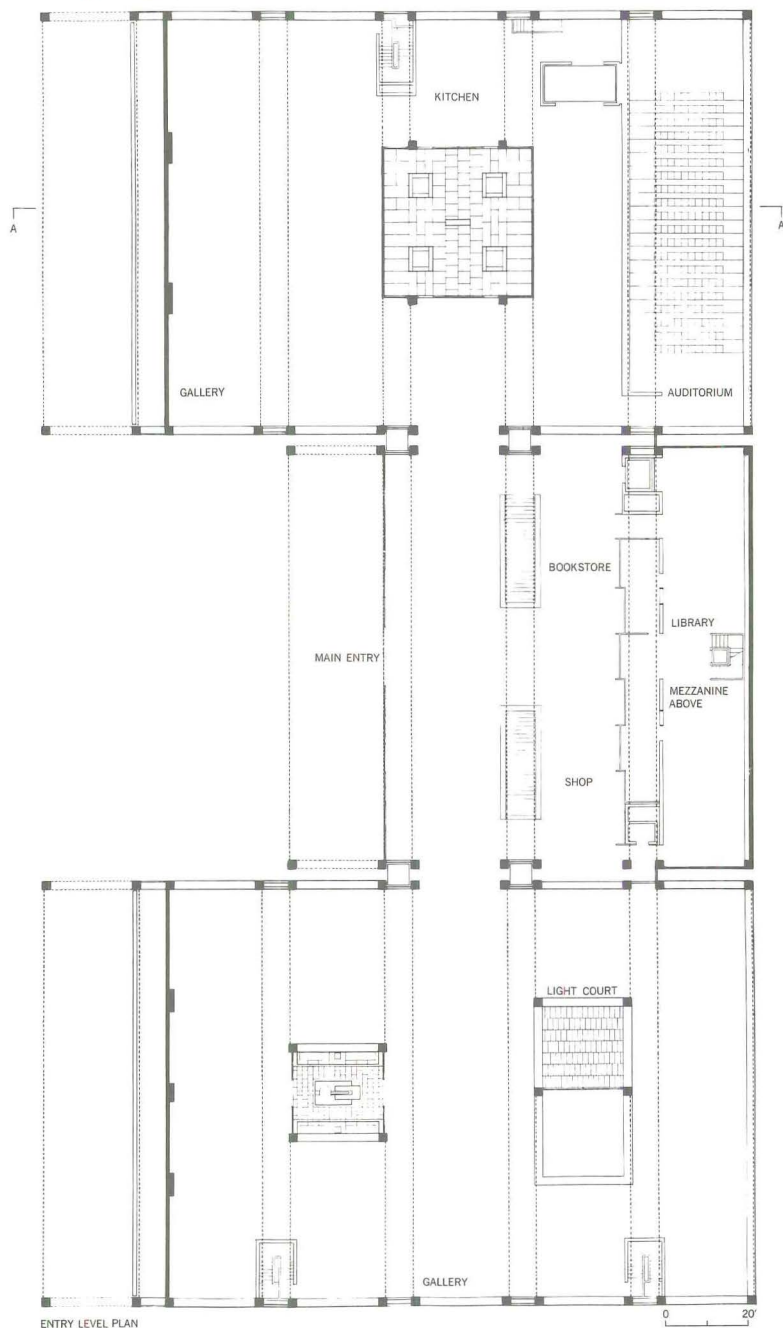 KITCHEN
A
A
GALLERY
AUDITORIUM
BOOKSTORE
LIBRARY
MAIN ENTRY
MEZZANINE
ABOVE
SHOP
LIGHT COURT
GALLERY
ENTRY LEVEL PLAN
0 20'